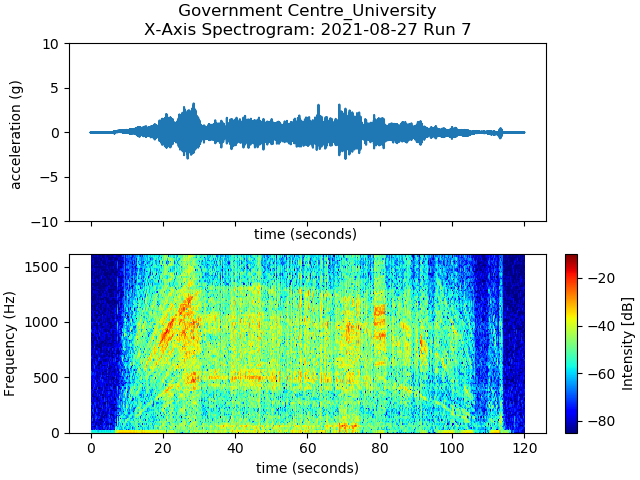 Government Centre_University
X-Axis Spectrogram: 2021-08-27 Run 7
10
5
0
−5
−10
acceleration (g)
time (seconds)
1500
1000
500
0
Frequency (Hz)
0 20 40 60 80 100 120
time (seconds)
−20
−40
−60
−80
Intensity [dB]